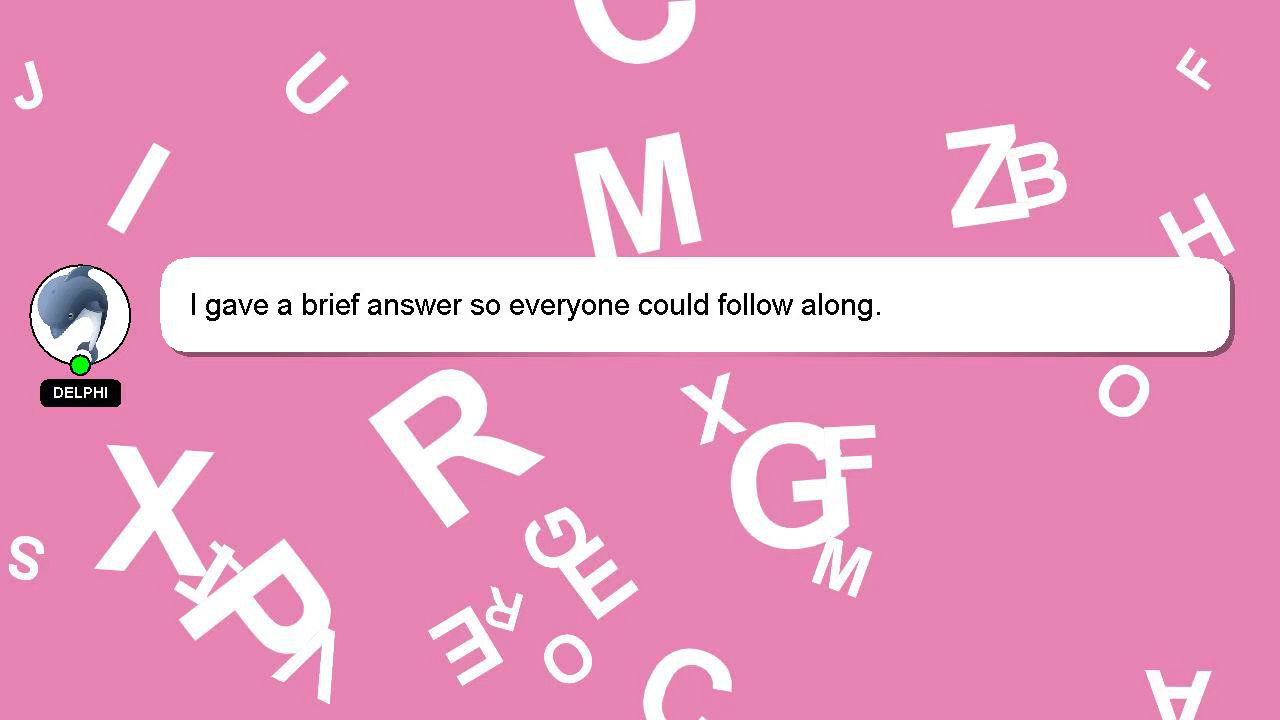 J
U
C
F
I
M
Z
B
H
I gave a brief answer so everyone could follow along.
DELPHI
R
X
O
G
F
I
X
S
G
E
M
T
P
V
E
R
O
C
A